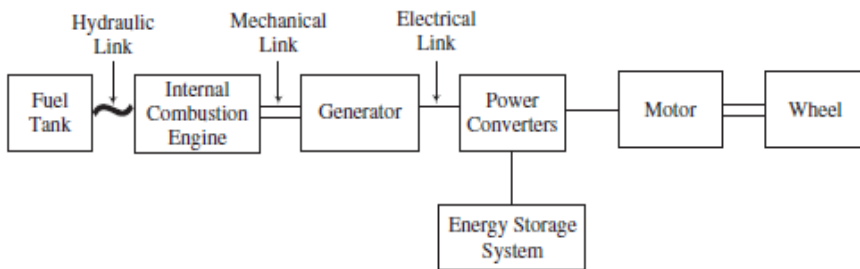 Hydraulic
Link
Mechanical
Link
Electrical
Link
Fuel
Tank
Internal
Combustion
Engine
Generator
Power
Converters
Motor
Wheel
Energy Storage
System